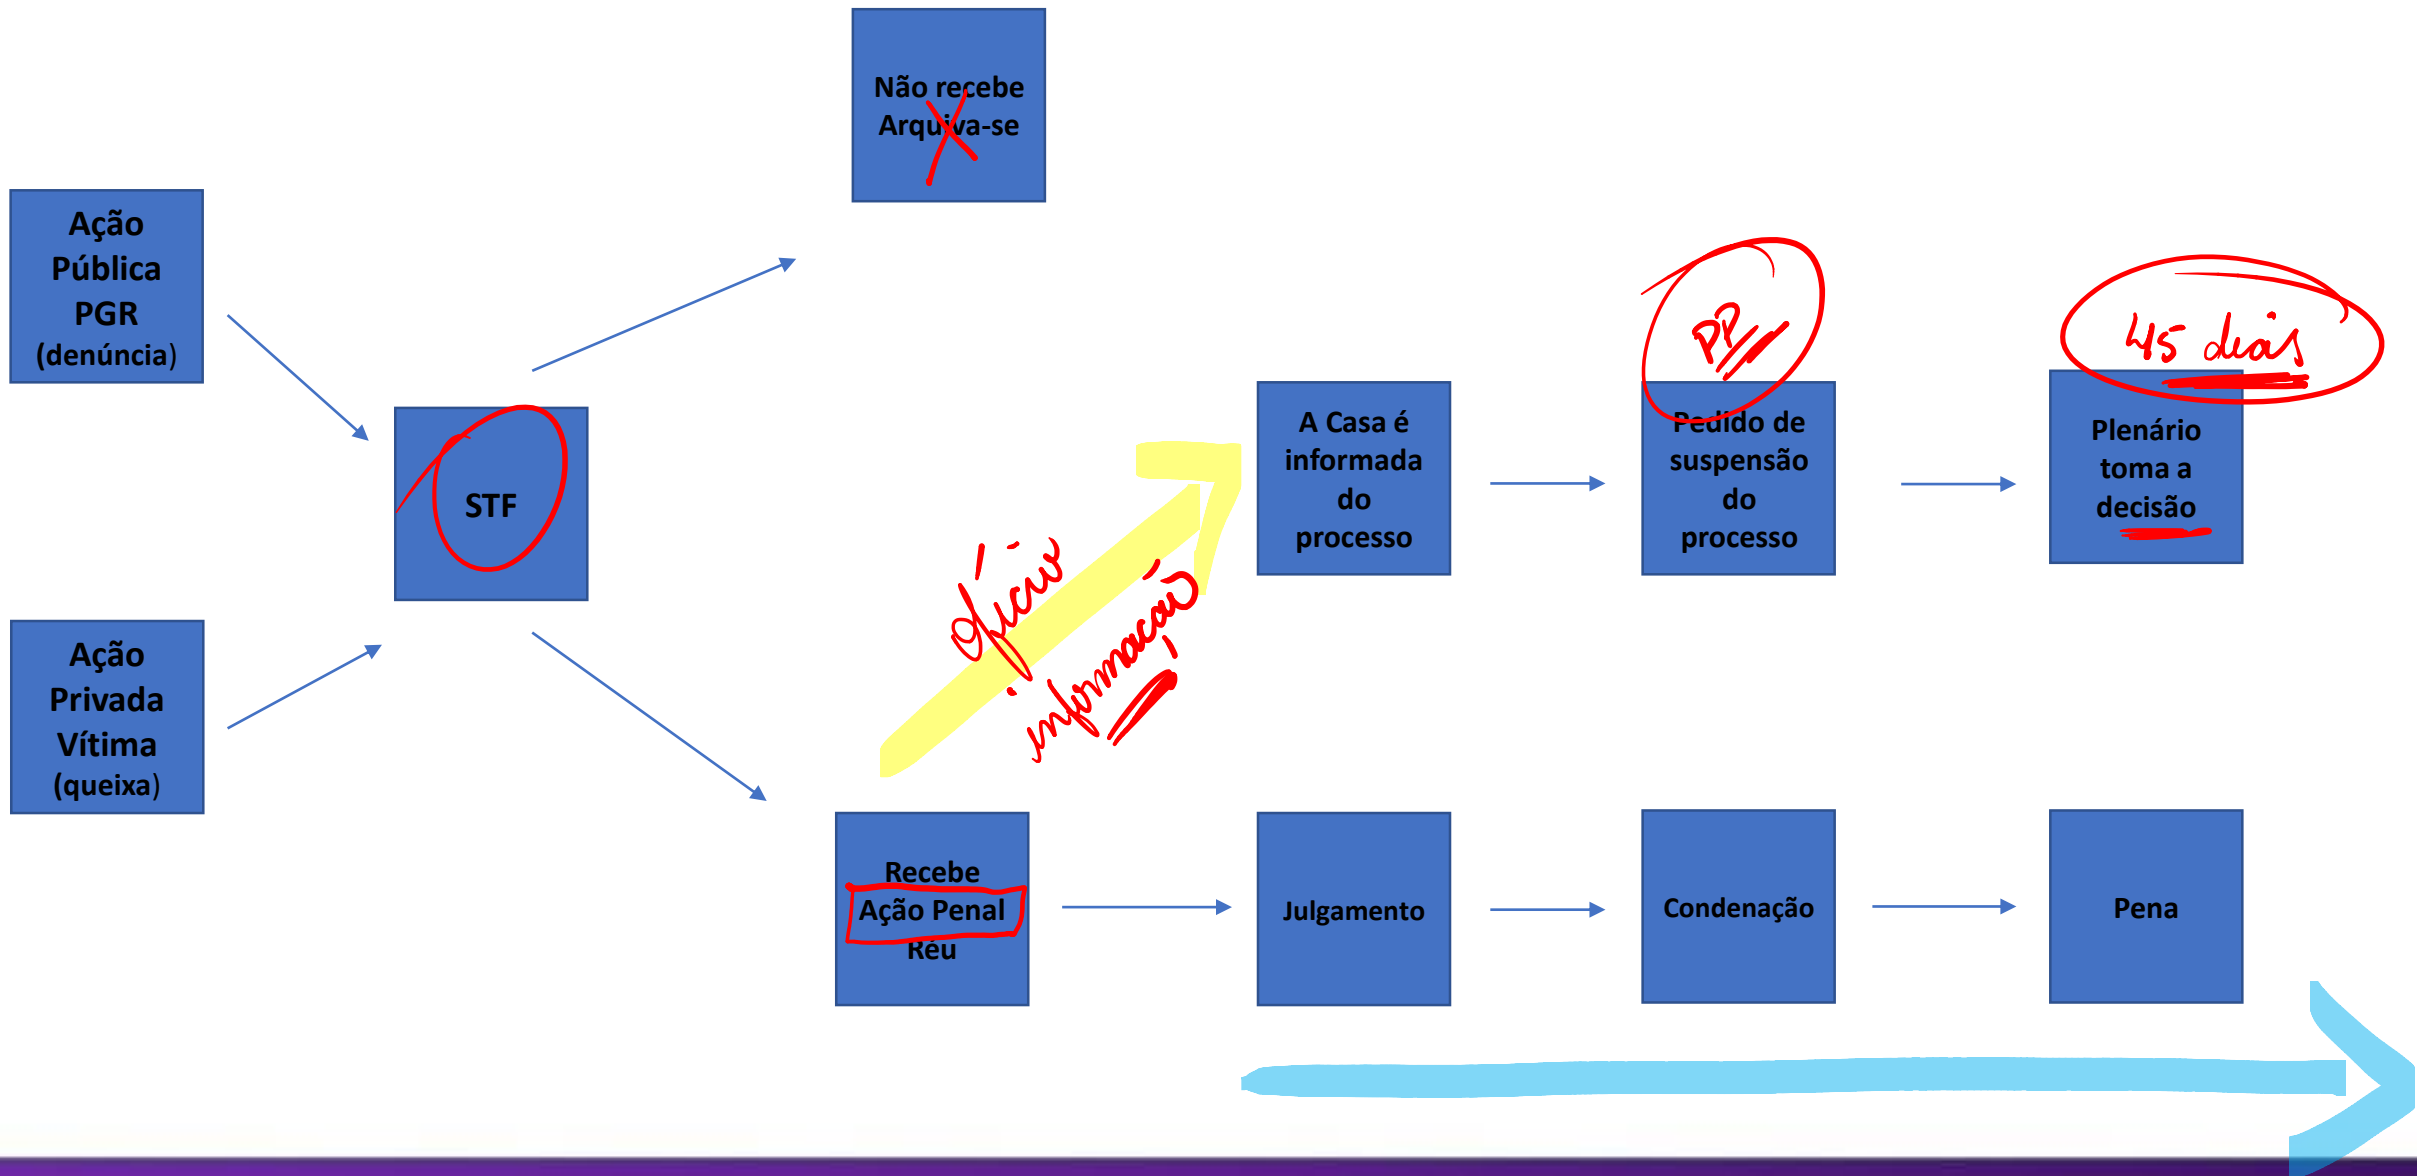 Não recebe
Arquiva-se
Ação
Pública
PGR
(denúncia)
STF
Ação
Privada
Vítima
(queixa)
ofício
informação
A Casa é
informada
do
processo
PP
Pedido de
suspensão
do
processo
45 dias
Plenário
toma a
decisão
Recebe
Ação Penal
Réu
Julgamento
Condenação
Pena